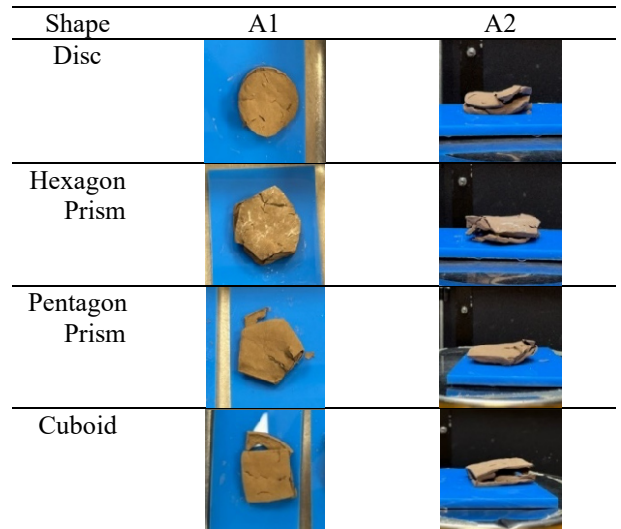 Shape A1 A2
Disc
Hexagon
Prism
Pentagon
Prism
Cuboid